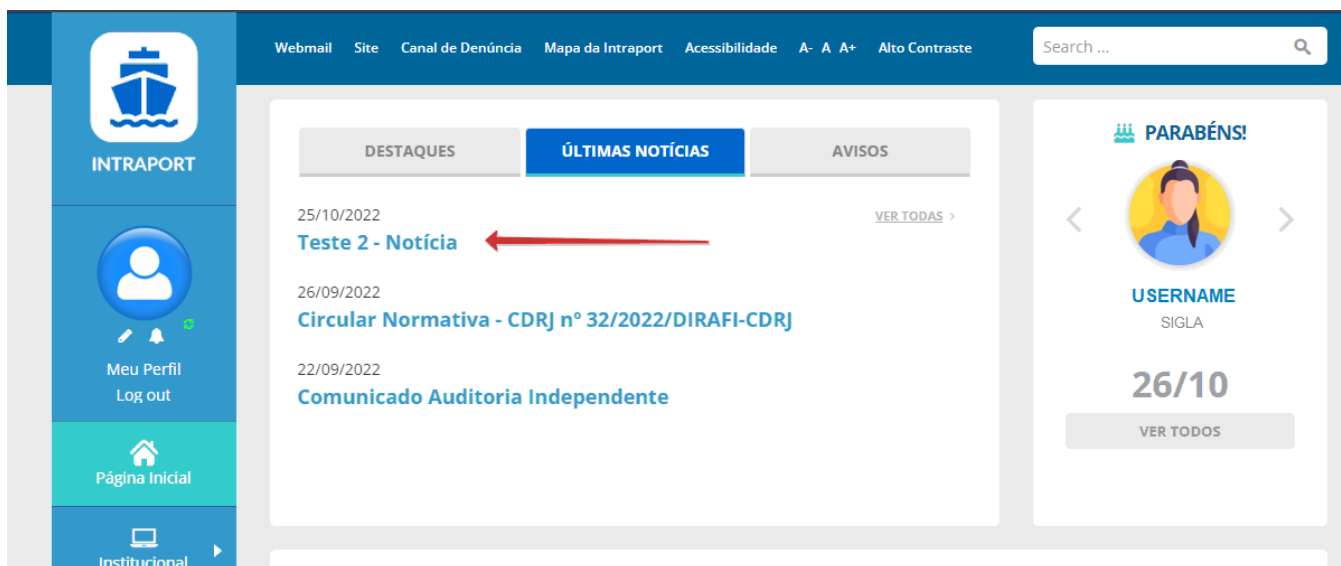 INTRAPORT
Meu Perfil
Log out
Página Inicial
Institucional
Webmail Site Canal de Denúncia Mapa da Intraport Acessibilidade A- A A+ Alto Contraste
Search ...
DESTAQUES ÚLTIMAS NOTÍCIAS AVISOS
25/10/2022 VER TODAS >
Teste 2 - Notícia
26/09/2022
Circular Normativa - CDRJ nº 32/2022/DIRAFI-CDRJ
22/09/2022
Comunicado Auditoria Independente
PARABÉNS!
USERNAME
SIGLA
26/10
VER TODOS